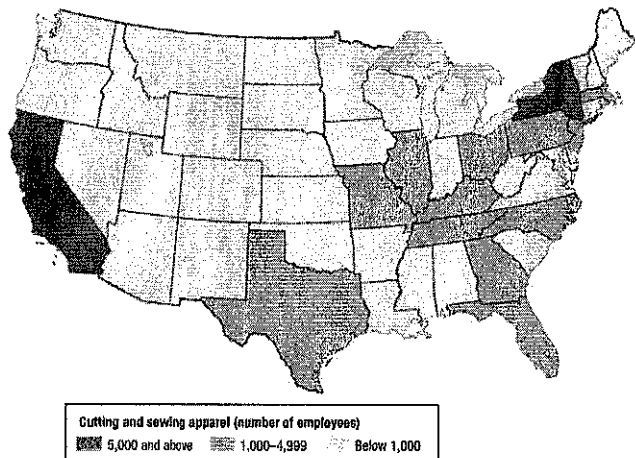 Cutting and sewing apparel (number of employees)
5,000 and above 1,000–4,999 Below 1,000